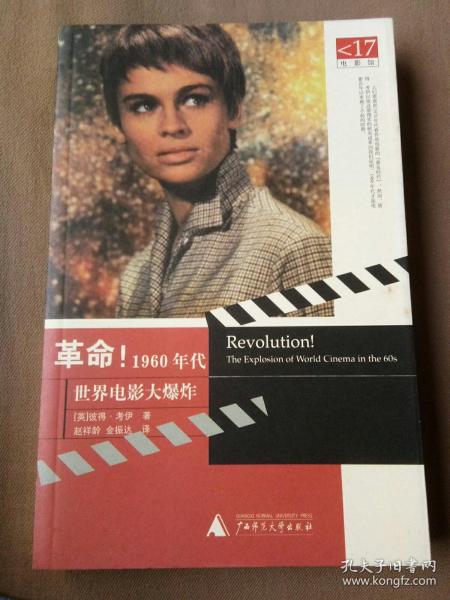 <17
电影馆
革命！1960年代
世界电影大爆炸
[英]彼得·考伊 著
赵祥龄 金振达 译
Revolution!
The Explosion of World Cinema in the 60s
GUANGXI NORMAL UNIVERSITY PRESS
广西师范大学出版社
孔夫子旧书网
www.kongfz.com